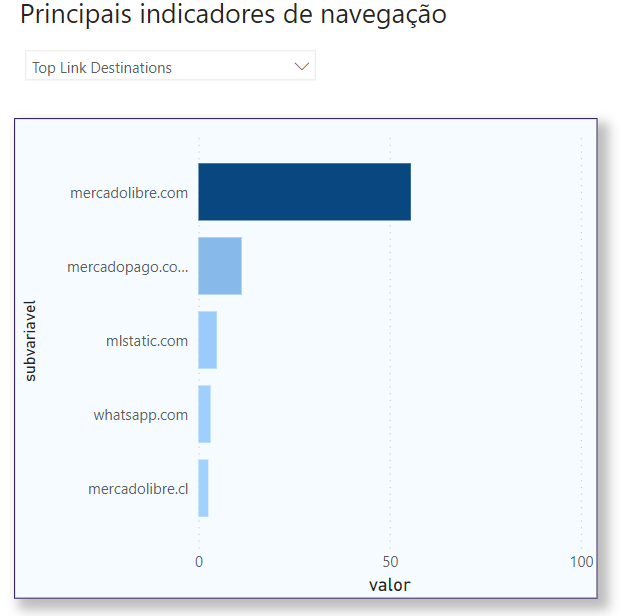 Principais indicadores de navegação
Top Link Destinations
mercadolibre.com
mercadopago.co...
mlstatic.com
whatsapp.com
mercadolibre.cl
subvariavel
0 50 100
valor